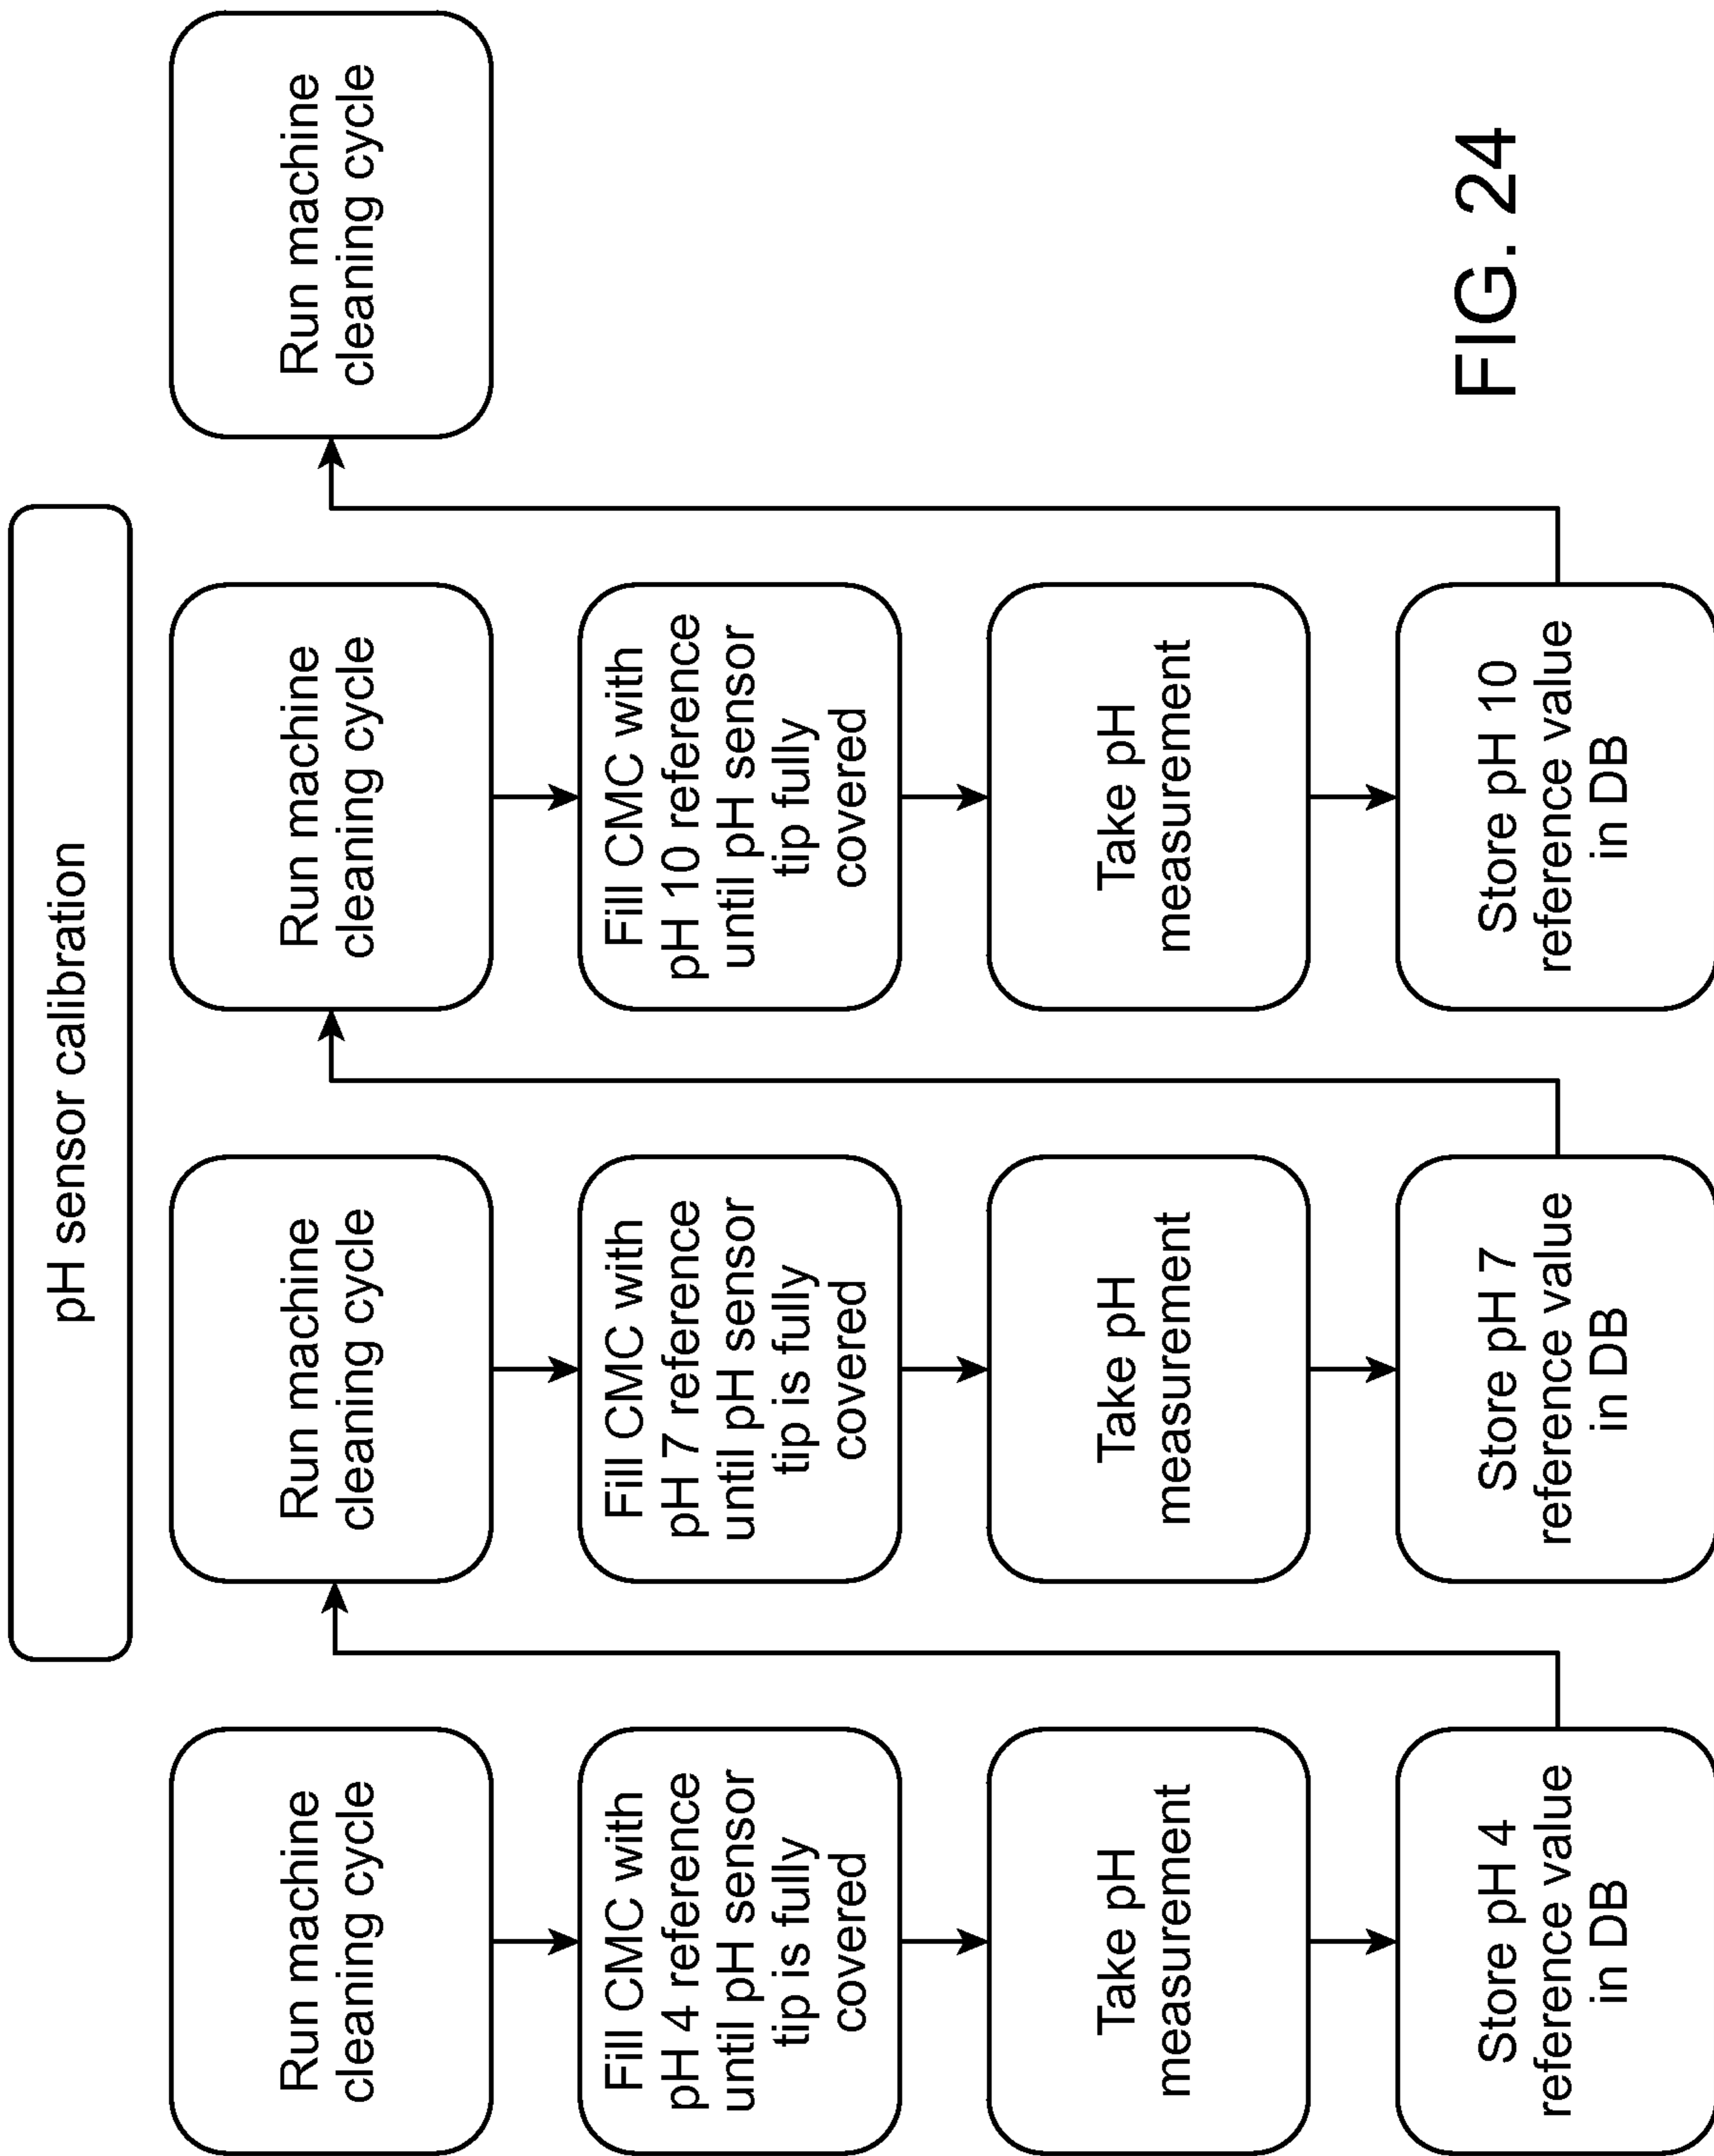 pH sensor calibration
Run machine
cleaning cycle
Fill CMC with
pH 4 reference
until pH sensor
tip is fully
covered
Take pH
measurement
Store pH 4
reference value
in DB
Run machine
cleaning cycle
Fill CMC with
pH 7 reference
until pH sensor
tip is fully
covered
Take pH
measurement
Store pH 7
reference value
in DB
Run machine
cleaning cycle
Fill CMC with
pH 10 reference
until pH sensor
tip fully
covered
Take pH
measurement
Store pH 10
reference value
in DB
Run machine
cleaning cycle
FIG. 24